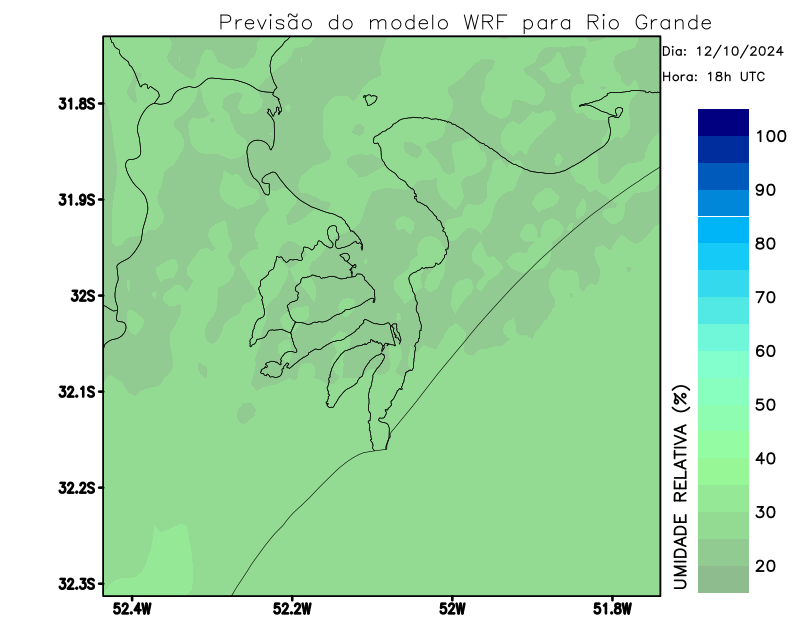 Previsão do modelo WRF para Rio Grande
Dia: 12/10/2024
Hora: 18h UTC
31.8S
31.9S
32S
32.1S
32.2S
32.3S
52.4W
52.2W
52W
51.8W
UMIDADE RELATIVA (%)
100
90
80
70
60
50
40
30
20